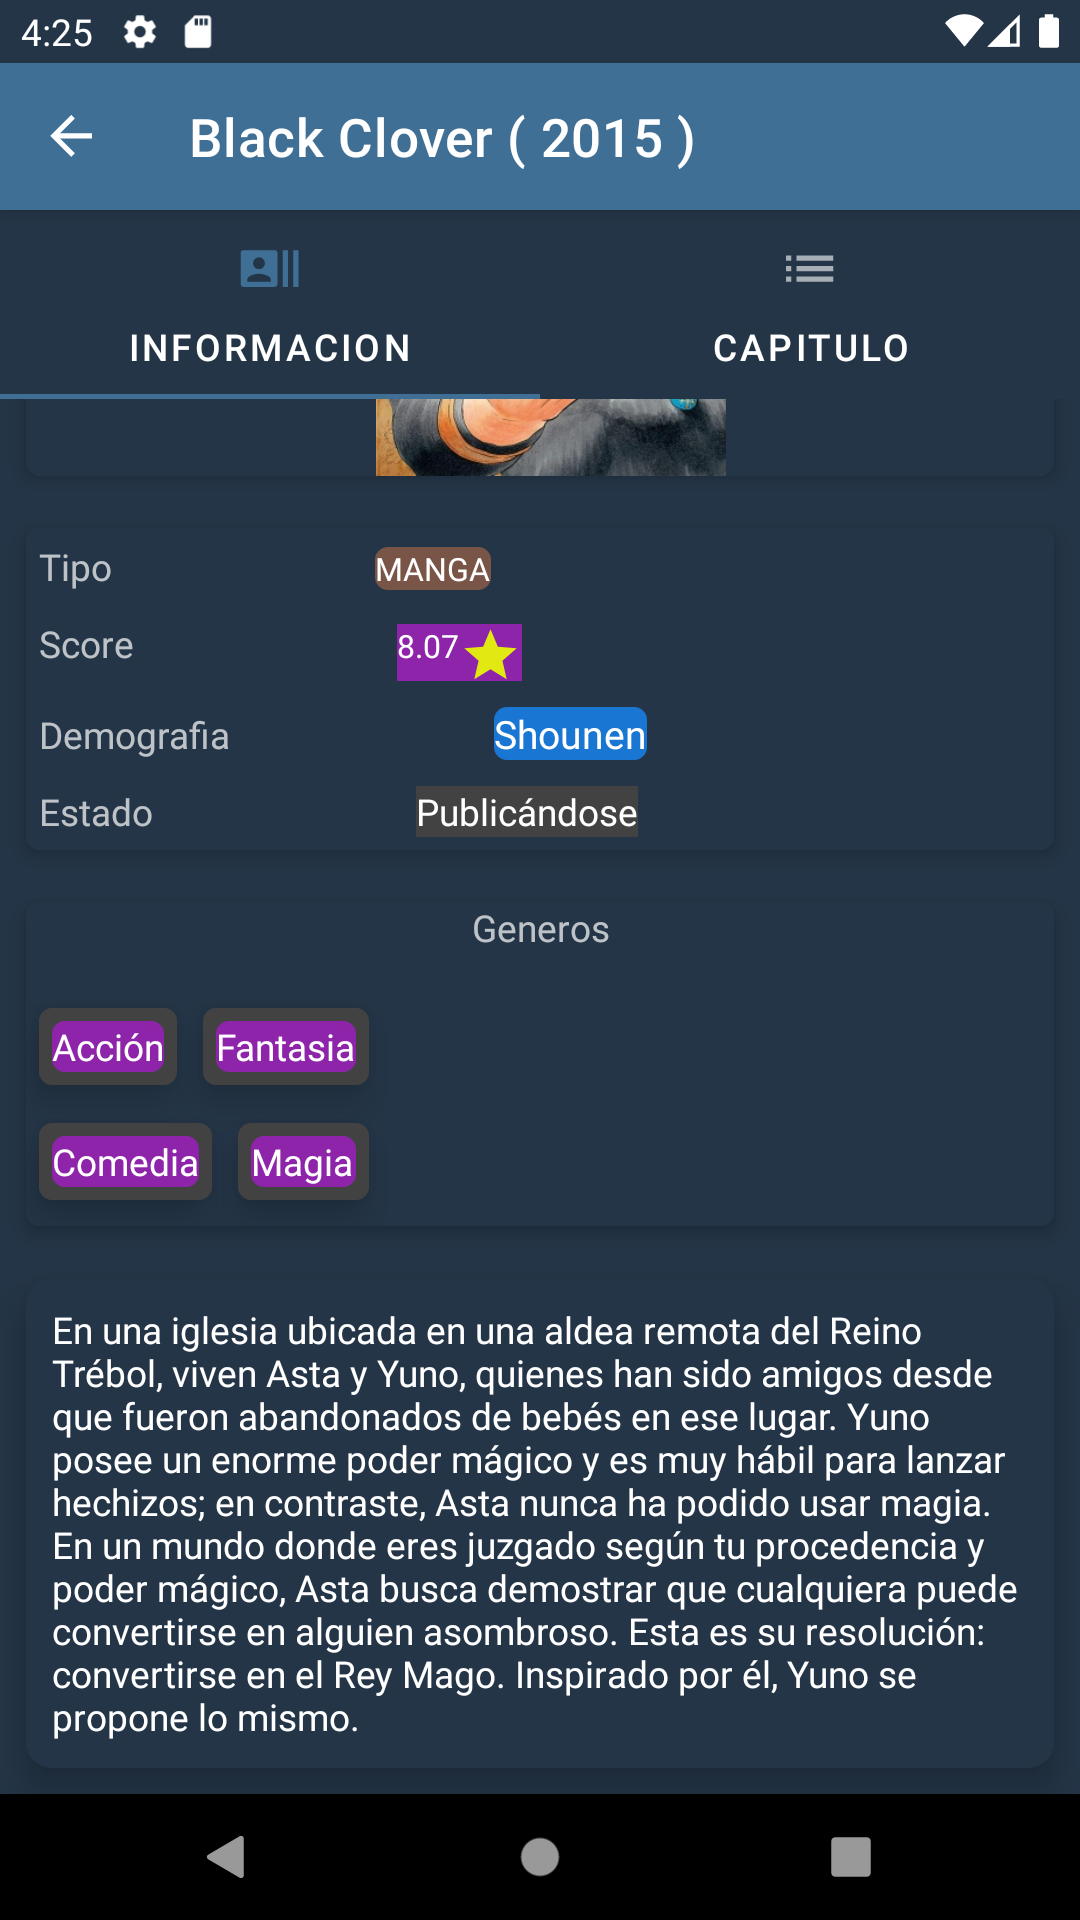 4:25
Black Clover ( 2015 )
INFORMACION
CAPITULO
Tipo
MANGA
Score
8.07
Demografia
Shounen
Estado
Publicándose
Generos
Acción
Fantasia
Comedia
Magia
En una iglesia ubicada en una aldea remota del Reino
Trébol, viven Asta y Yuno, quienes han sido amigos desde
que fueron abandonados de bebés en ese lugar. Yuno
posee un enorme poder mágico y es muy hábil para lanzar
hechizos; en contraste, Asta nunca ha podido usar magia.
En un mundo donde eres juzgado según tu procedencia y
poder mágico, Asta busca demostrar que cualquiera puede
convertirse en alguien asombroso. Esta es su resolución:
convertirse en el Rey Mago. Inspirado por él, Yuno se
propone lo mismo.